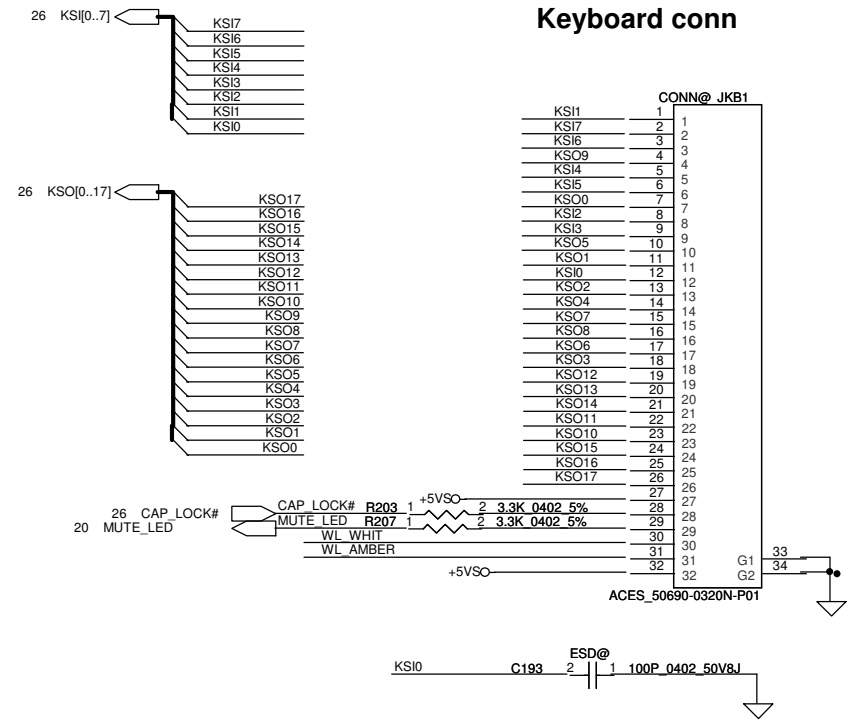 Keyboard conn
26 KSI[0..7]
KSI7
KSI6
KSI5
KSI4
KSI3
KSI2
KSI1
KSI0
26 KSO[0..17]
KSO17
KSO16
KSO15
KSO14
KSO13
KSO12
KSO11
KSO10
KSO9
KSO8
KSO7
KSO6
KSO5
KSO4
KSO3
KSO2
KSO1
KSO0
CONN@ JKB1
KSI1 1 1
KSI7 2 2
KSI6 3 3
KSO9 4 4
KSI4 5 5
KSI5 6 6
KSO0 7 7
KSI2 8 8
KSI3 9 9
KSO5 10 10
KSO1 11 11
KSI0 12 12
KSO2 13 13
KSO4 14 14
KSO7 15 15
KSO8 16 16
KSO6 17 17
KSO3 18 18
KSO12 19 19
KSO13 20 20
KSO14 21 21
KSO11 22 22
KSO10 23 23
KSO15 24 24
KSO16 25 25
KSO17 26 26
+5VS 27 27
26 CAP_LOCK# CAP_LOCK# R203 1 2 3.3K_0402_5% 28 28
20 MUTE_LED MUTE_LED R207 1 2 3.3K_0402_5% 29 29
WL_WHIT 30 30
WL_AMBER 31 31 G1 33
+5VS 32 32 G2 34
ACES_50690-0320N-P01
ESD@
KSI0 C193 2 1 100P_0402_50V8J